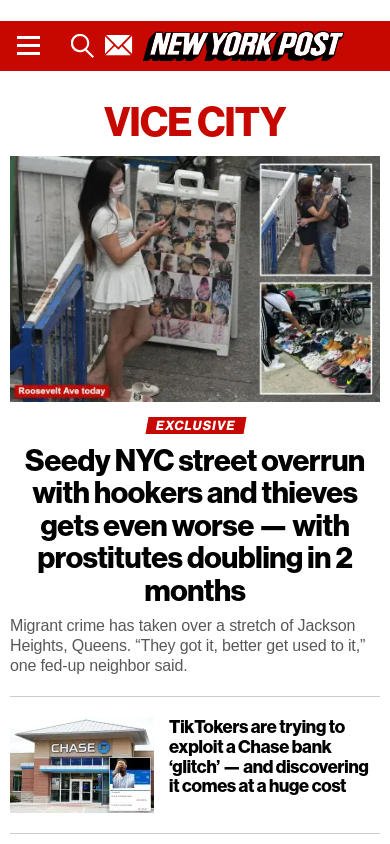 NEW YORK POST
VICE CITY
Roosevelt Ave today
EXCLUSIVE
Seedy NYC street overrun
with hookers and thieves
gets even worse — with
prostitutes doubling in 2
months
Migrant crime has taken over a stretch of Jackson
Heights, Queens. “They got it, better get used to it,”
one fed-up neighbor said.
CHASE
TikTokers are trying to
exploit a Chase bank
‘glitch’ — and discovering
it comes at a huge cost